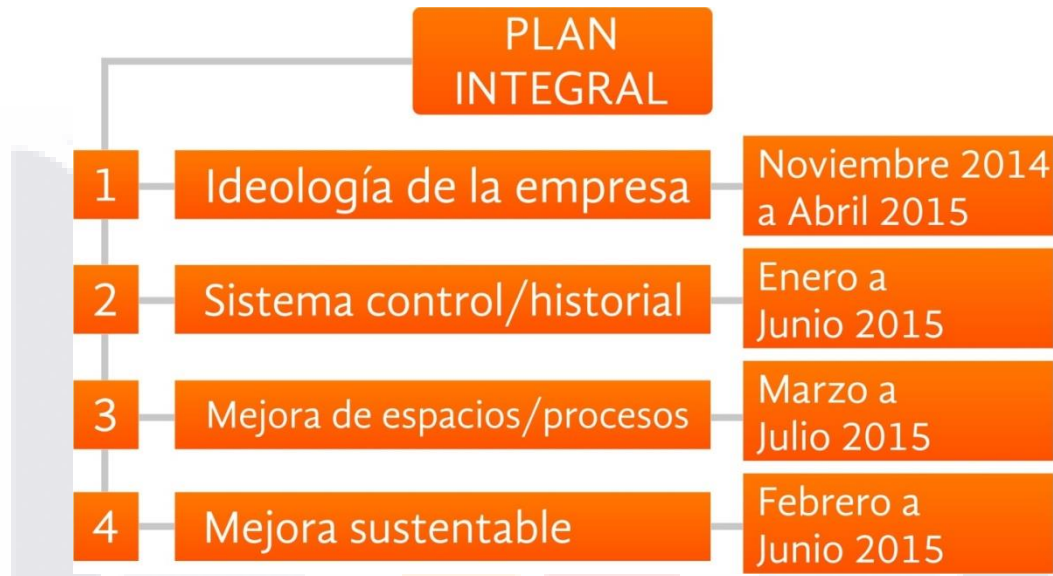 PLAN
INTEGRAL
1
Ideología de la empresa
Noviembre 2014
a Abril 2015
2
Sistema control/historial
Enero a
Junio 2015
3
Mejora de espacios/procesos
Marzo a
Julio 2015
4
Mejora sustentable
Febrero a
Junio 2015